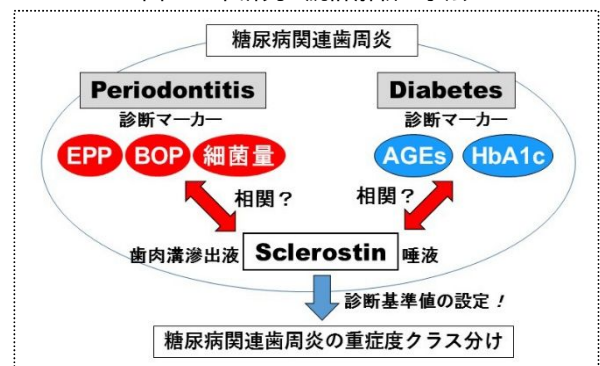 糖尿病関連歯周炎
Periodontitis
診断マーカー
EPP BOP 細菌量
Diabetes
診断マーカー
AGEs HbA1c
相関？
相関？
歯肉溝滲出液 Sclerostin 唾液
診断基準値の設定！
糖尿病関連歯周炎の重症度クラス分け